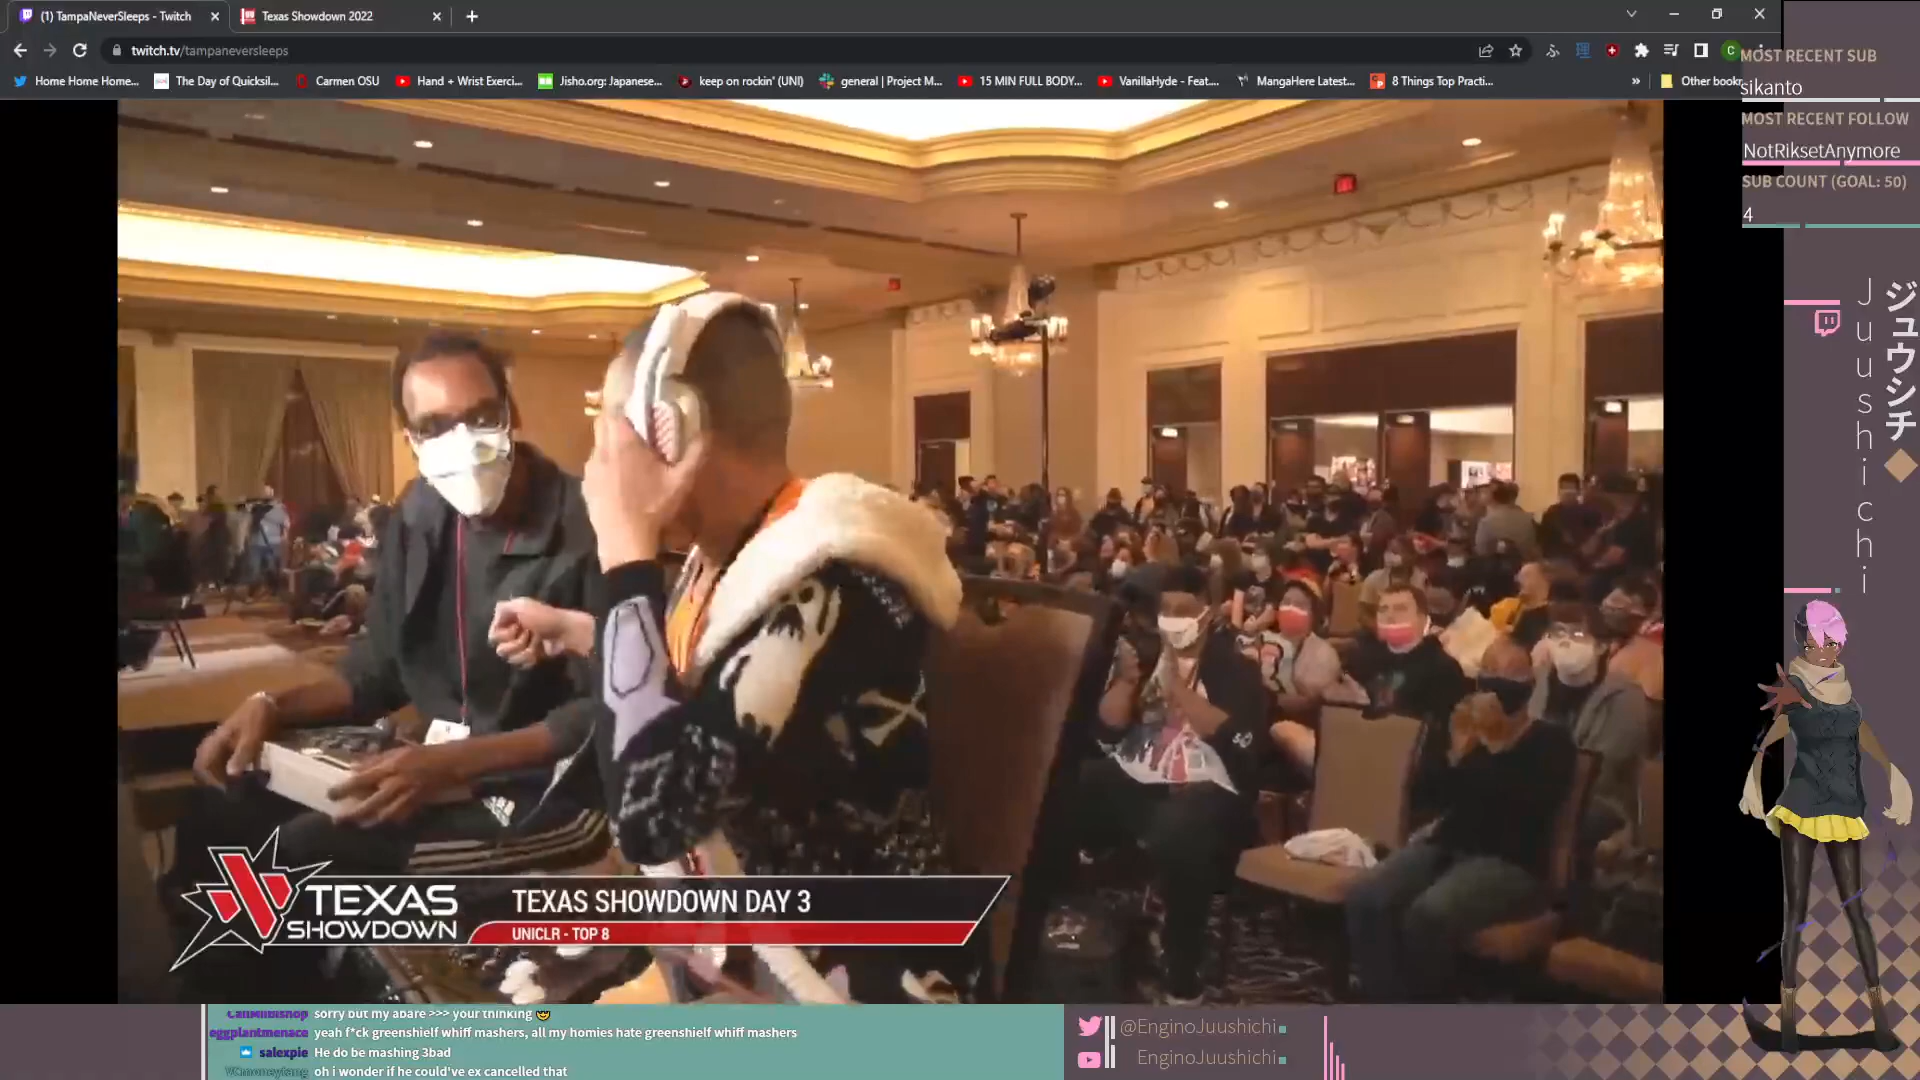 (1) TampaNeverSleeps - Twitch
Texas Showdown 2022
twitch.tv/tampaneversleeps
C
Home Home Home...
The Day of Quicksil...
Carmen OSU
Hand + Wrist Exerci...
Jisho.org: Japanese...
keep on rockin' (UNI)
general | Project M...
15 MIN FULL BODY...
VanillaHyde - Feat...
MangaHere Latest...
8 Things Top Practi...
»
Other bookr
MOST RECENT SUB
sikanto
MOST RECENT FOLLOW
NotRiksetAnymore
SUB COUNT (GOAL: 50)
4
Juushichi
ジュウシチ
TEXAS
SHOWDOWN
TEXAS SHOWDOWN DAY 3
UNICLR - TOP 8
CalMilBishop sorry but my abare >>> your thinking 🤓
eggplantmenace yeah f*ck greenshielf whiff mashers, all my homies hate greenshielf whiff mashers
salexpie He do be mashing 3bad
oh i wonder if he could've ex cancelled that
@EnginoJuushichi
EnginoJuushichi